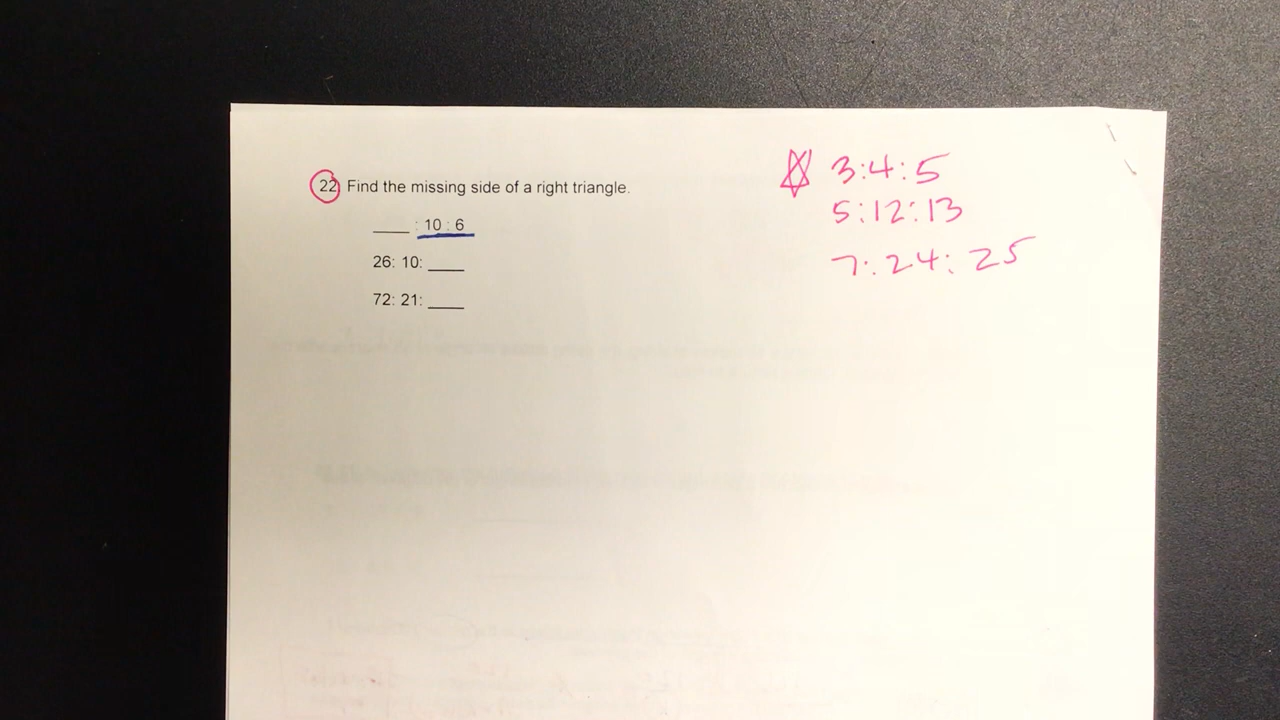 22 Find the missing side of a right triangle.
____ : 10 : 6
26: 10: ____
72: 21: ____
3:4:5
5:12:13
7:24:25